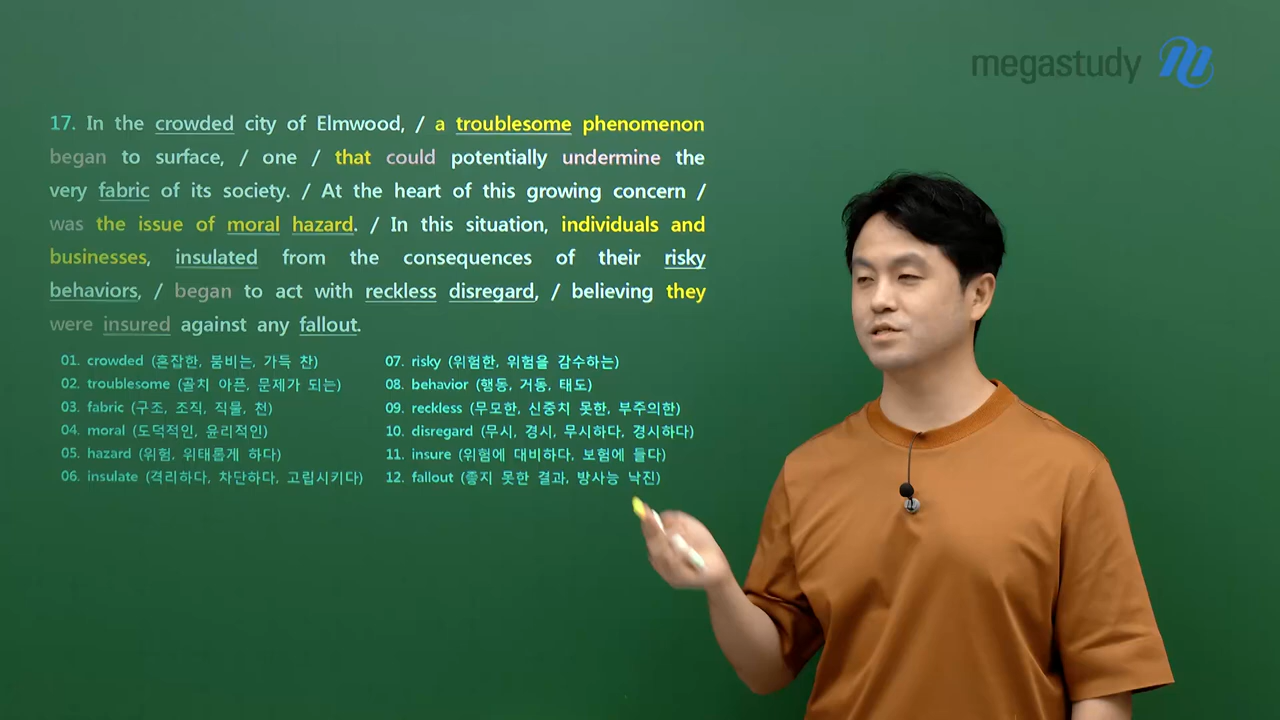 megastudy
17. In the crowded city of Elmwood, / a troublesome phenomenon
began to surface, / one / that could potentially undermine the
very fabric of its society. / At the heart of this growing concern /
was the issue of moral hazard. / In this situation, individuals and
businesses, insulated from the consequences of their risky
behaviors, / began to act with reckless disregard, / believing they
were insured against any fallout.
01. crowded (혼잡한, 붐비는, 가득 찬)
02. troublesome (골치 아픈, 문제가 되는)
03. fabric (구조, 조직, 직물, 천)
04. moral (도덕적인, 윤리적인)
05. hazard (위험, 위태롭게 하다)
06. insulate (격리하다, 차단하다, 고립시키다)
07. risky (위험한, 위험을 감수하는)
08. behavior (행동, 거동, 태도)
09. reckless (무모한, 신중치 못한, 부주의한)
10. disregard (무시, 경시, 무시하다, 경시하다)
11. insure (위험에 대비하다, 보험에 들다)
12. fallout (좋지 못한 결과, 방사능 낙진)